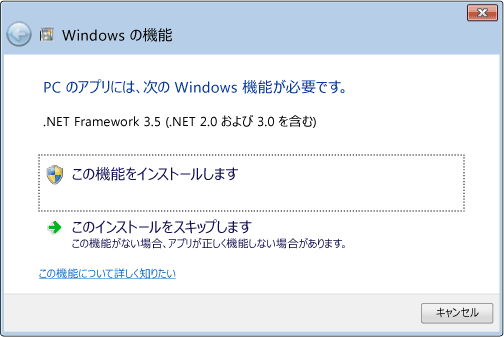 Windows の機能
PC のアプリには、次の Windows 機能が必要です。
.NET Framework 3.5 (.NET 2.0 および 3.0 を含む)
この機能をインストールします
このインストールをスキップします
この機能がない場合、アプリが正しく機能しない場合があります。
この機能について詳しく知りたい
キャンセル